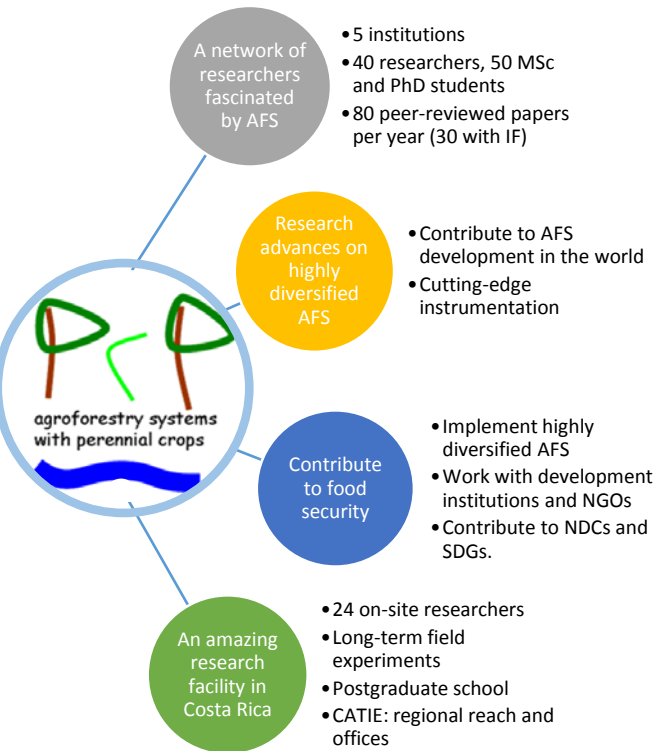 A network of
researchers
fascinated
by AFS
•5 institutions
•40 researchers, 50 MSc
and PhD students
•80 peer-reviewed papers
per year (30 with IF)
Research
advances on
highly
diversified
AFS
•Contribute to AFS
development in the world
•Cutting-edge
instrumentation
PCP
agroforestry systems
with perennial crops
Contribute
to food
security
•Implement highly
diversified AFS
•Work with development
institutions and NGOs
•Contribute to NDCs and
SDGs.
An amazing
research
facility in
Costa Rica
•24 on-site researchers
•Long-term field
experiments
•Postgraduate school
•CATIE: regional reach and
offices